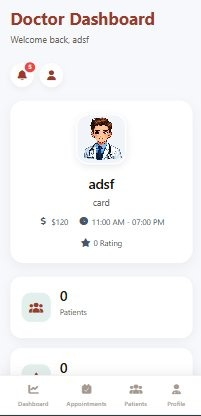 Doctor Dashboard
Welcome back, adsf
5
adsf
card
$ $120 11:00 AM - 07:00 PM
0 Rating
0
Patients
0
Dashboard Appointments Patients Profile